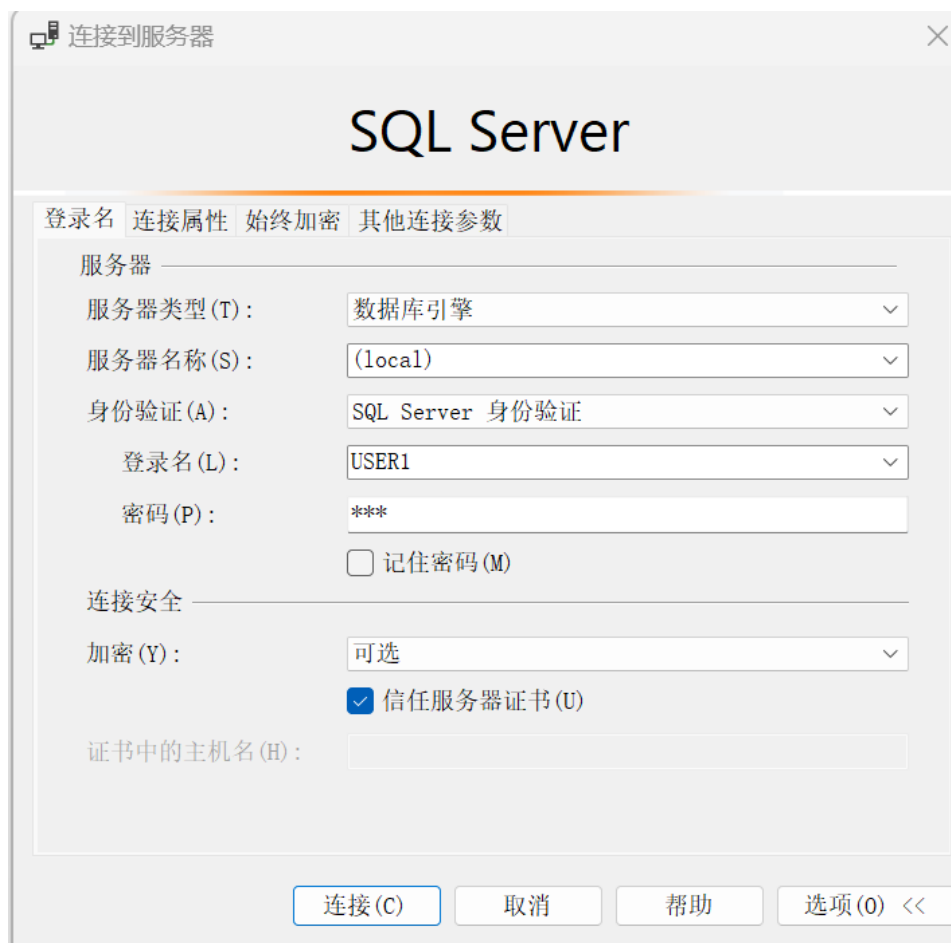 连接到服务器
SQL Server
登录名 连接属性 始终加密 其他连接参数
服务器
服务器类型(T): 数据库引擎
服务器名称(S): (local)
身份验证(A): SQL Server 身份验证
登录名(L): USER1
密码(P): ***
记住密码(M)
连接安全
加密(Y): 可选
信任服务器证书(U)
证书中的主机名(H):
连接(C) 取消 帮助 选项(O) <<